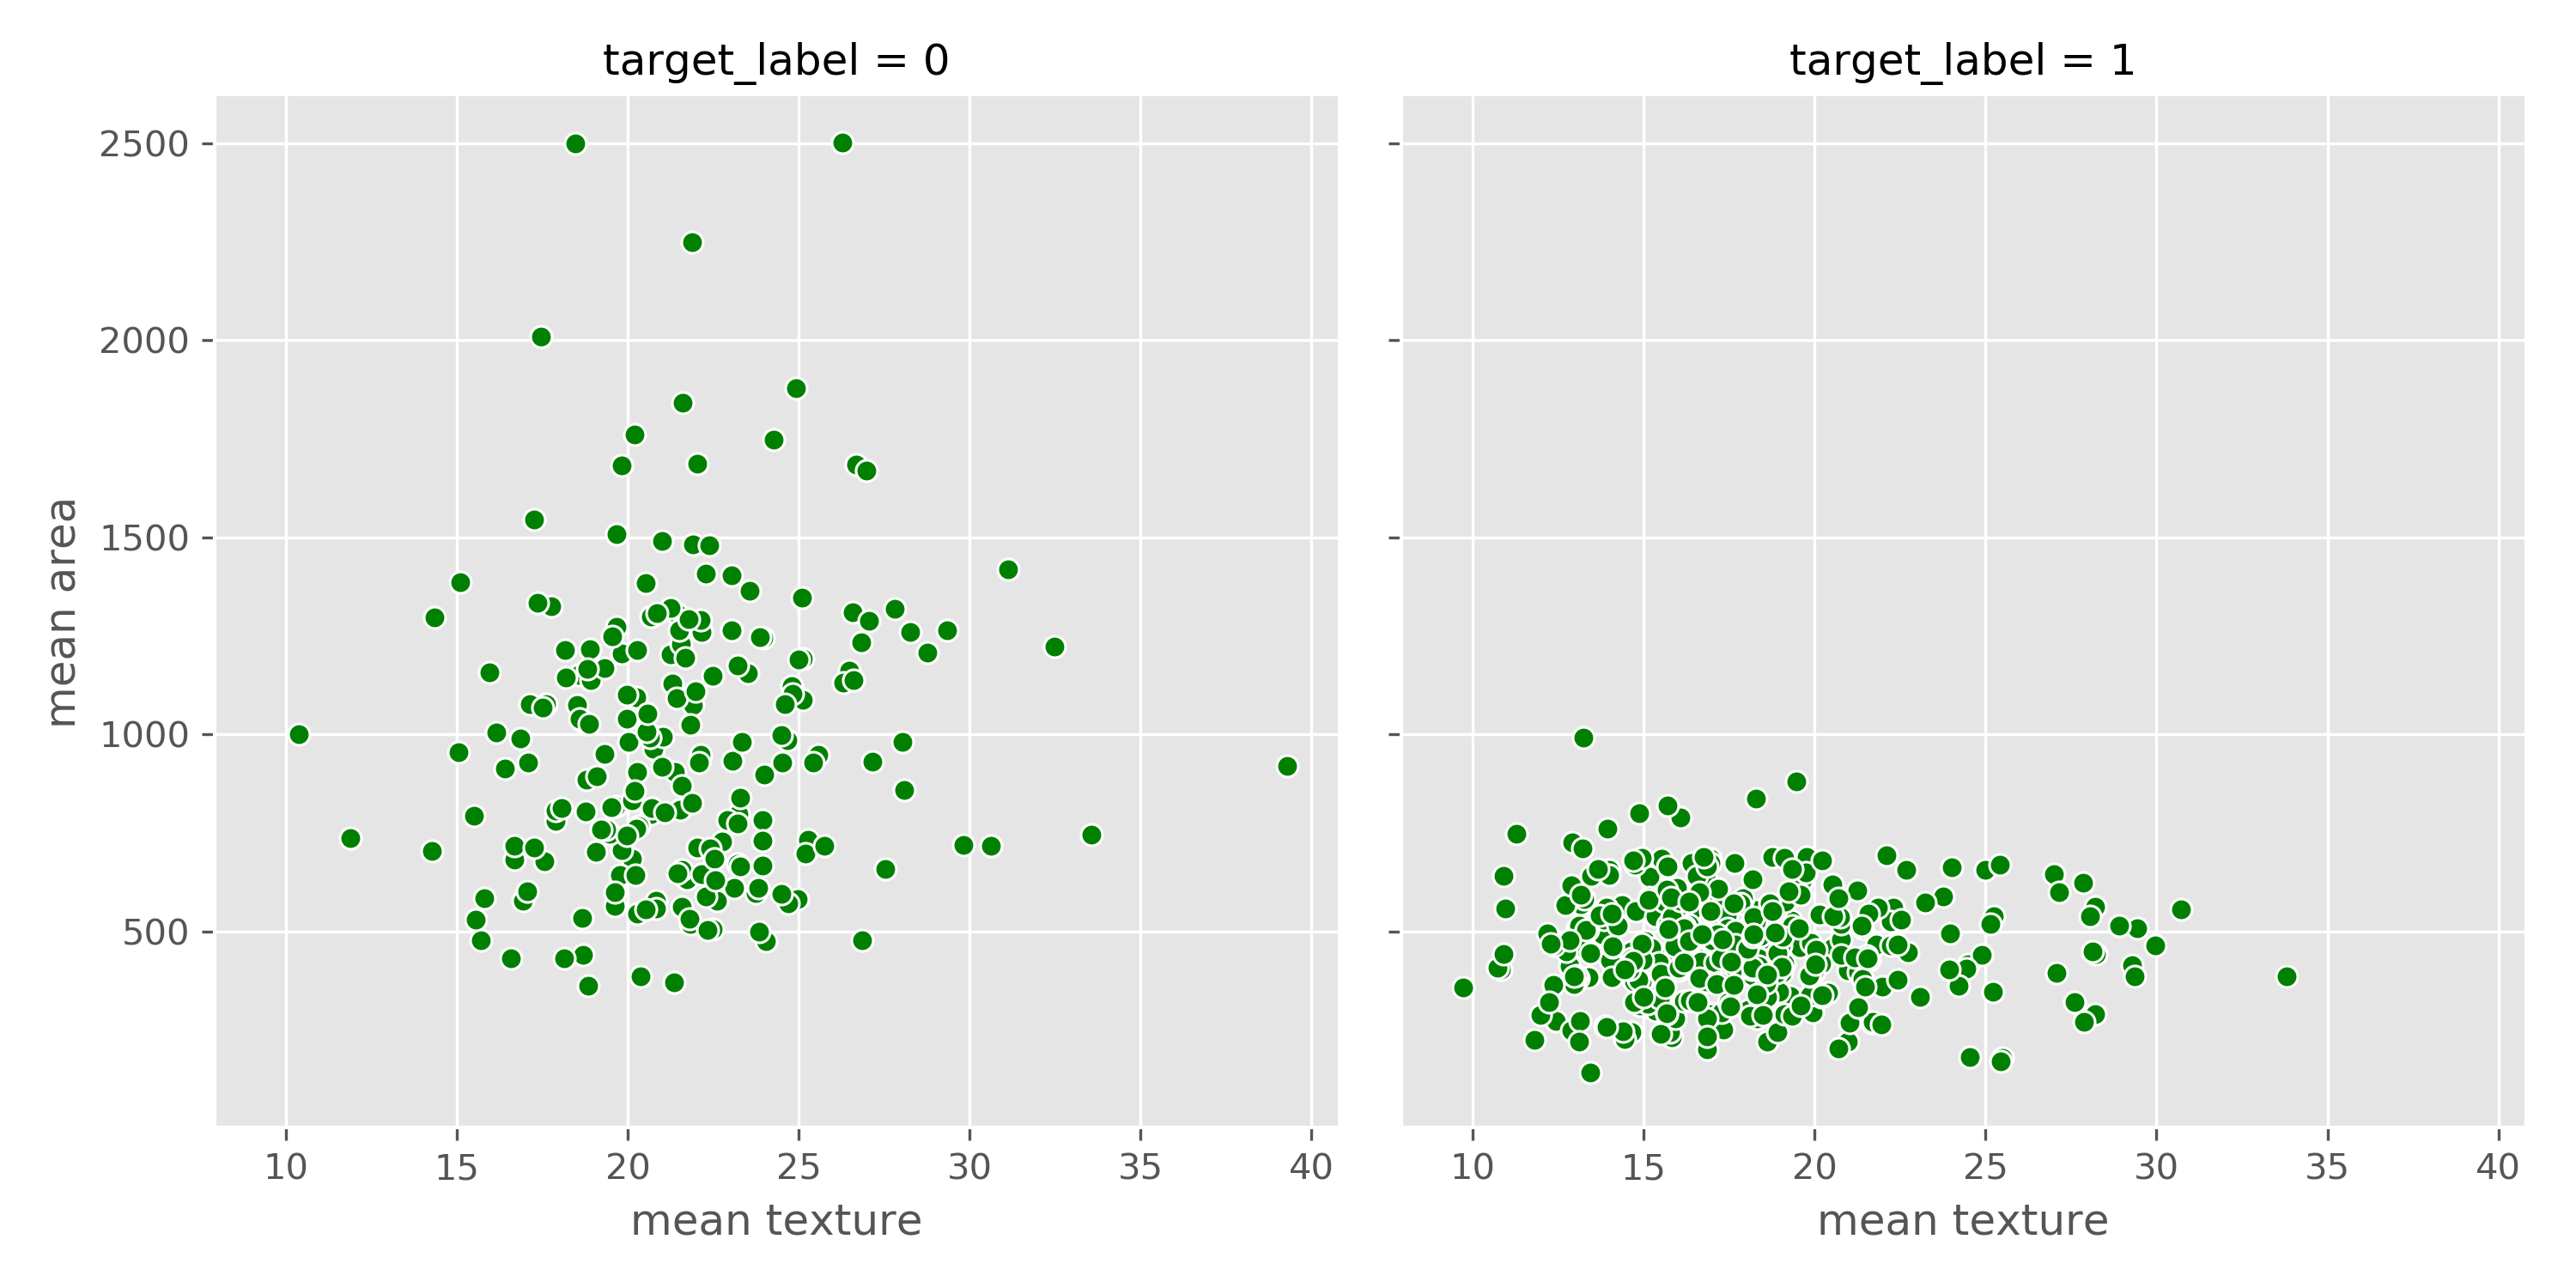 target_label = 0
target_label = 1
2500
2000
1500
1000
500
mean area
10 15 20 25 30 35 40
10 15 20 25 30 35 40
mean texture
mean texture